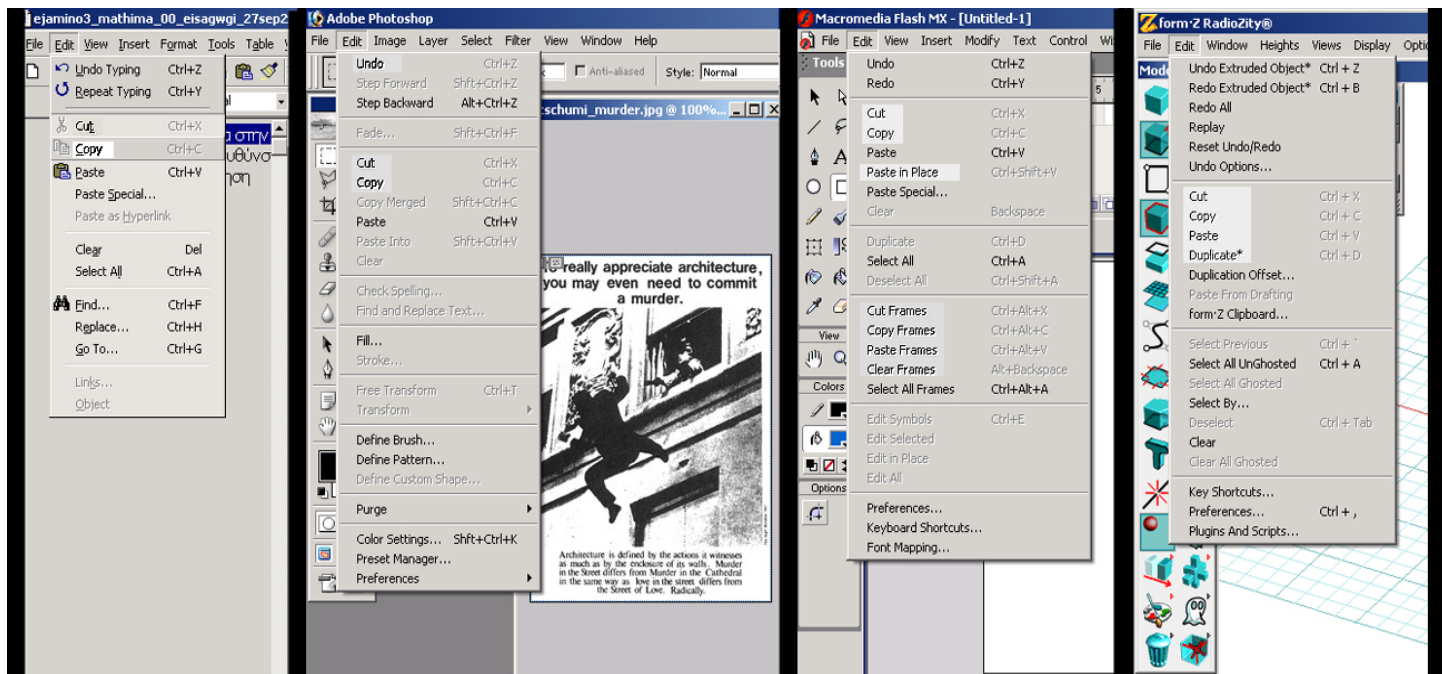 ejamino3_mathima_00_eisagwgi_27sep2
File Edit View Insert Format Tools Table
Undo Typing Ctrl+Z
Repeat Typing Ctrl+Y
Cut Ctrl+X
Copy Ctrl+C
Paste Ctrl+V
Paste Special...
Paste as Hyperlink
Clear Del
Select All Ctrl+A
Find... Ctrl+F
Replace... Ctrl+H
Go To... Ctrl+G
Links...
Object
Adobe Photoshop
File Edit Image Layer Select Filter View Window Help
Anti-aliased Style: Normal
schumi_murder.jpg @ 100%...
Undo Ctrl+Z
Step Forward Shft+Ctrl+Z
Step Backward Alt+Ctrl+Z
Fade... Shft+Ctrl+F
Cut Ctrl+X
Copy Ctrl+C
Copy Merged Shft+Ctrl+C
Paste Ctrl+V
Paste Into Shft+Ctrl+V
Clear
Check Spelling...
Find and Replace Text...
Fill...
Stroke...
Free Transform Ctrl+T
Transform
Define Brush...
Define Pattern...
Define Custom Shape...
Purge
Color Settings... Shft+Ctrl+K
Preset Manager...
Preferences
really appreciate architecture,
you may even need to commit
a murder.
Architecture is defined by the actions it witnesses
as much as by the enclosure of its walls. Murder
in the Street differs from Murder in the Cathedral
in the same way as love in the street differs from
the Street of Love. Radically.
Macromedia Flash MX - [Untitled-1]
File Edit View Insert Modify Text Control
Tools
View
Colors
Options
Undo Ctrl+Z
Redo Ctrl+Y
Cut Ctrl+X
Copy Ctrl+C
Paste Ctrl+V
Paste in Place Ctrl+Shift+V
Paste Special...
Clear Backspace
Duplicate Ctrl+D
Select All Ctrl+A
Deselect All Ctrl+Shift+A
Cut Frames Ctrl+Alt+X
Copy Frames Ctrl+Alt+C
Paste Frames Ctrl+Alt+V
Clear Frames Alt+Backspace
Select All Frames Ctrl+Alt+A
Edit Symbols Ctrl+E
Edit Selected
Edit in Place
Edit All
Preferences...
Keyboard Shortcuts...
Font Mapping...
form·Z RadioZity®
File Edit Window Heights Views Display
Undo Extruded Object* Ctrl + Z
Redo Extruded Object* Ctrl + B
Redo All
Replay
Reset Undo/Redo
Undo Options...
Cut Ctrl + X
Copy Ctrl + C
Paste Ctrl + V
Duplicate* Ctrl + D
Duplication Offset...
Paste From Drafting
form·Z Clipboard...
Select Previous Ctrl + `
Select All UnGhosted Ctrl + A
Select All Ghosted
Select By...
Deselect Ctrl + Tab
Clear
Clear All Ghosted
Key Shortcuts...
Preferences... Ctrl + ,
Plugins And Scripts...